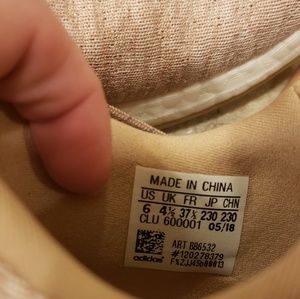 MADE IN CHINA
US UK FR JP CHN
6 4½ 37⅓ 230 230
CLU 600001 05/18
ART BB6532
#120278379
adidas